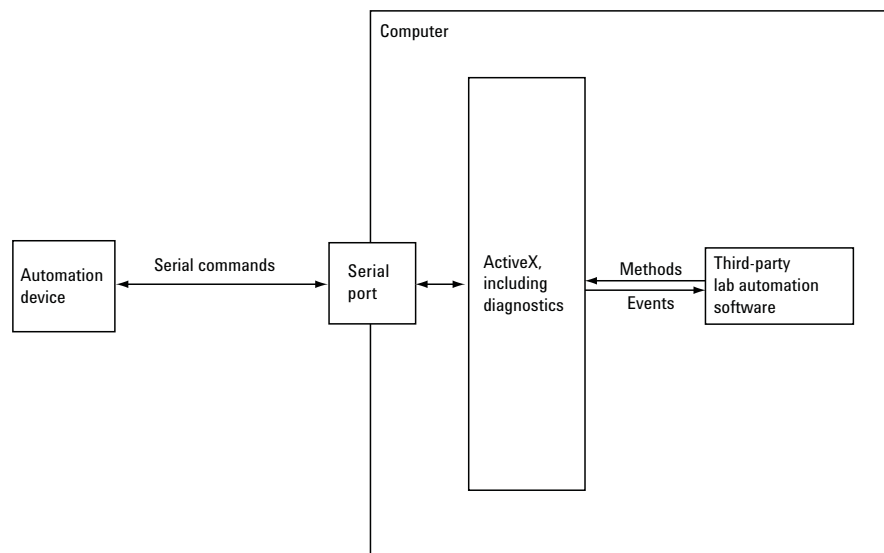 Computer
Automation
device
Serial commands
Serial
port
ActiveX,
including
diagnostics
Methods
Events
Third-party
lab automation
software